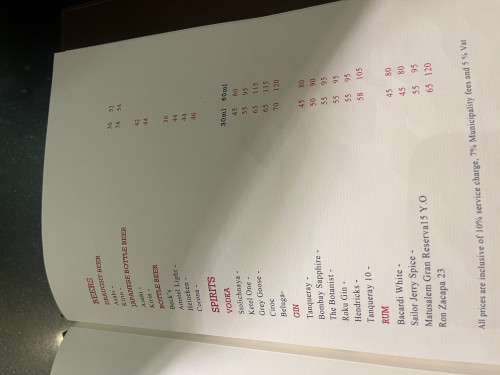 BEERS
DRAUGHT BEER
Asahi - 36 52
Kirin - 34 54
JAPANESE BOTTLE BEER
Asahi - 42
Kirin - 44
BOTTLE BEER
Beck's - 36
Amstel Light - 44
Heineken - 44
Corona - 46
SPIRITS 30ml 60ml
VODKA
Stolichnaya - 45 80
Ketel One - 55 95
Grey Goose - 65 115
Ciroc 65 115
Beluga- 70 120
GIN
Tanqueray - 45 80
Bombay Sapphire - 50 90
The Botanist - 55 95
Roku Gin - 55 95
Hendricks - 55 95
Tanqueray 10 - 58 105
RUM
Bacardi White - 45 80
Sailor Jerry Spice - 45 80
Matusalem Gran Reserva15 Y.O 55 95
Ron Zacapa 23 65 120
All prices are inclusive of 10% service charge, 7% Municipality fees and 5 % Vat